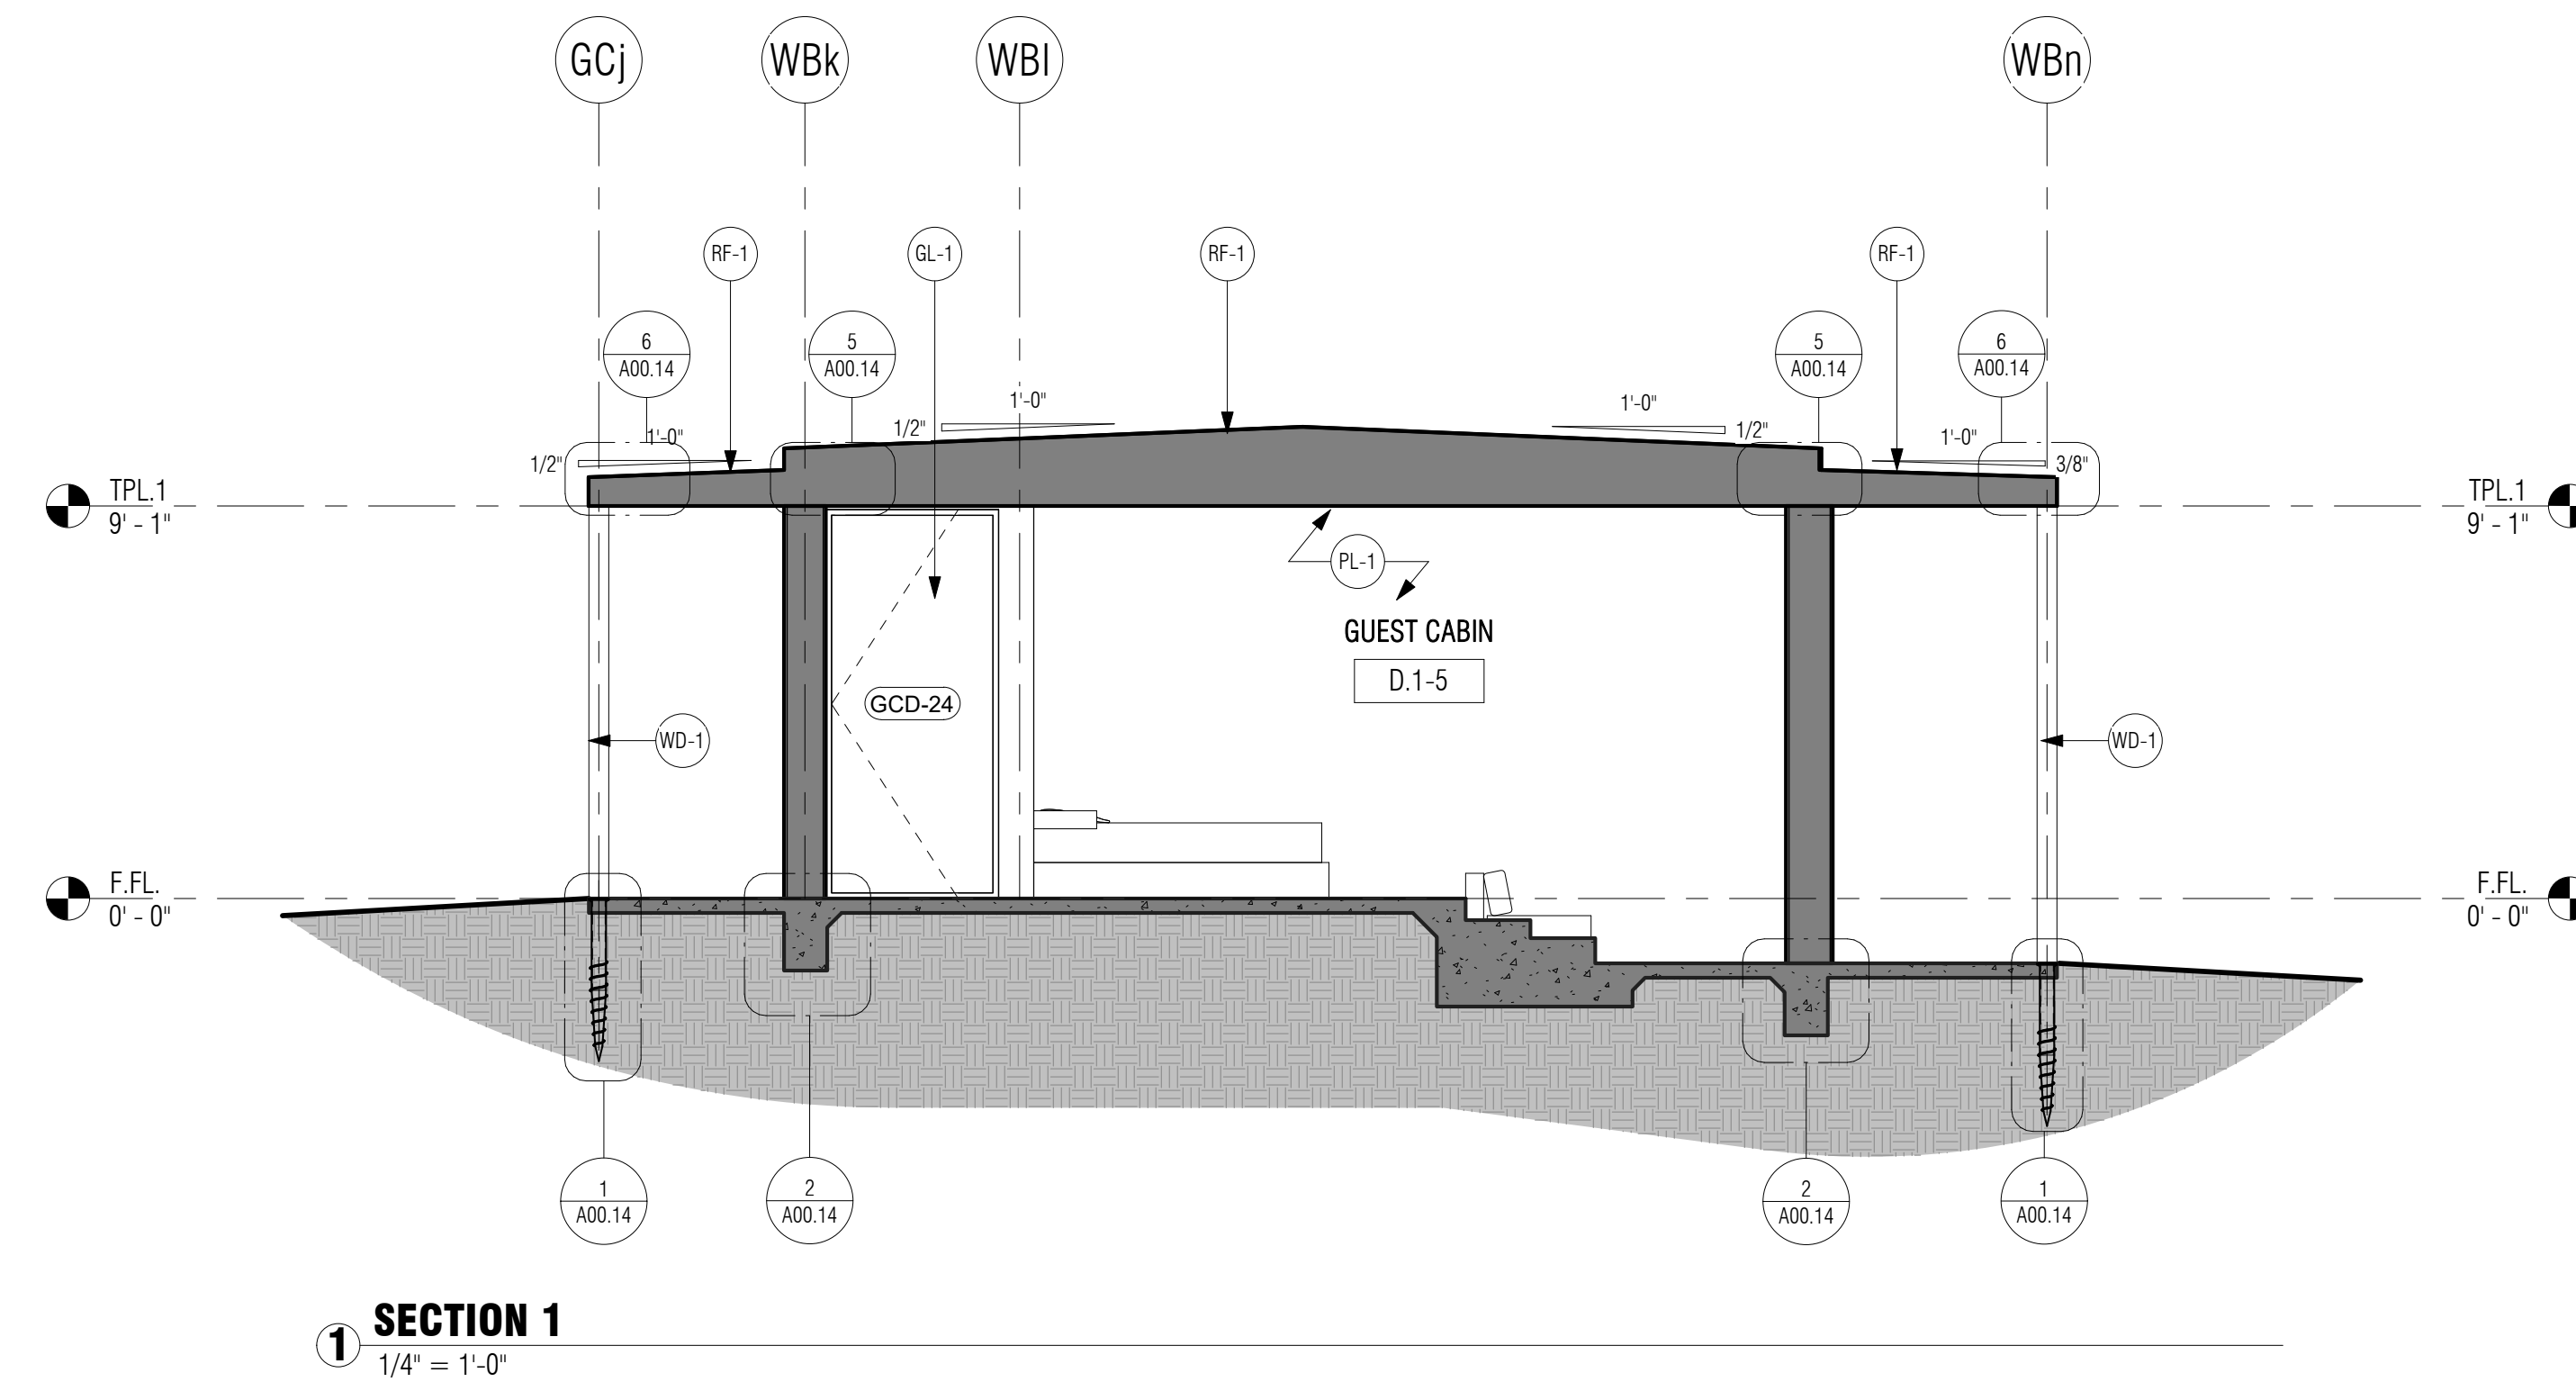 GCj
WBk
WBl
WBn
RF-1
GL-1
RF-1
RF-1
6
A00.14
5
A00.14
5
A00.14
6
A00.14
1'-0"
1/2"
1'-0"
1/2"
1'-0"
1/2"
1'-0"
1/2"
1'-0"
3/8"
TPL.1
9' - 1"
TPL.1
9' - 1"
PL-1
GUEST CABIN
D.1-5
GCD-24
WD-1
WD-1
F.FL.
0' - 0"
F.FL.
0' - 0"
1
A00.14
2
A00.14
2
A00.14
1
A00.14
1 SECTION 1
1/4" = 1'-0"